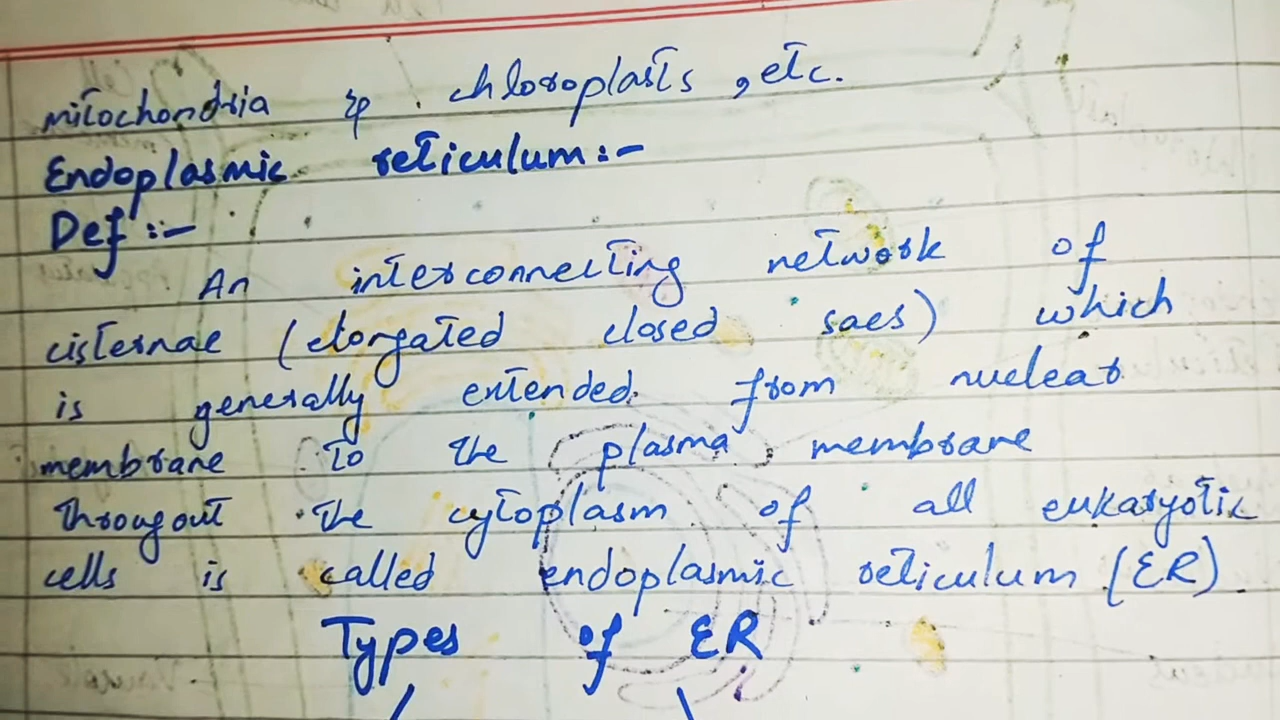 mitochondria & chloroplasts, etc.
Endoplasmic reticulum:-
Def:-
An interconnecting network of
cisternae (elongated closed sacs) which
is generally extended from nuclear
membrane to the plasma membrane
througout the cytoplasm of all eukaryotic
cells is called endoplasmic reticulum (ER)
Types of ER